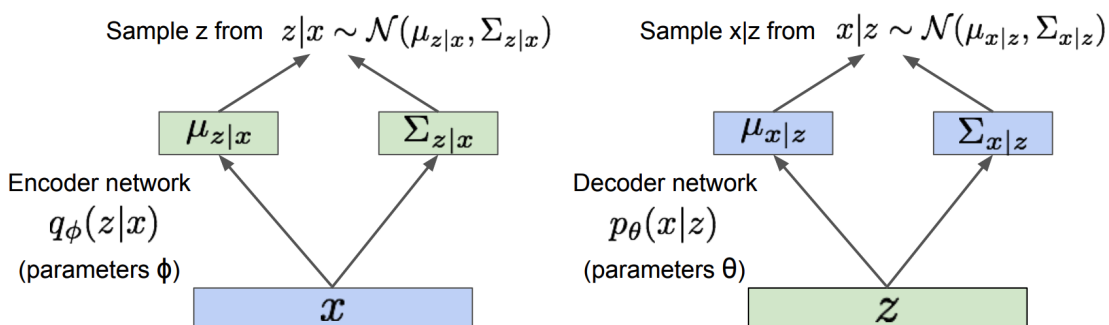 Sample z from z|x ∼ 𝒩(μ_{z|x}, Σ_{z|x})
μ_{z|x} Σ_{z|x}
Encoder network
q_ϕ(z|x)
(parameters ϕ)
x
Sample x|z from x|z ∼ 𝒩(μ_{x|z}, Σ_{x|z})
μ_{x|z} Σ_{x|z}
Decoder network
p_θ(x|z)
(parameters θ)
z